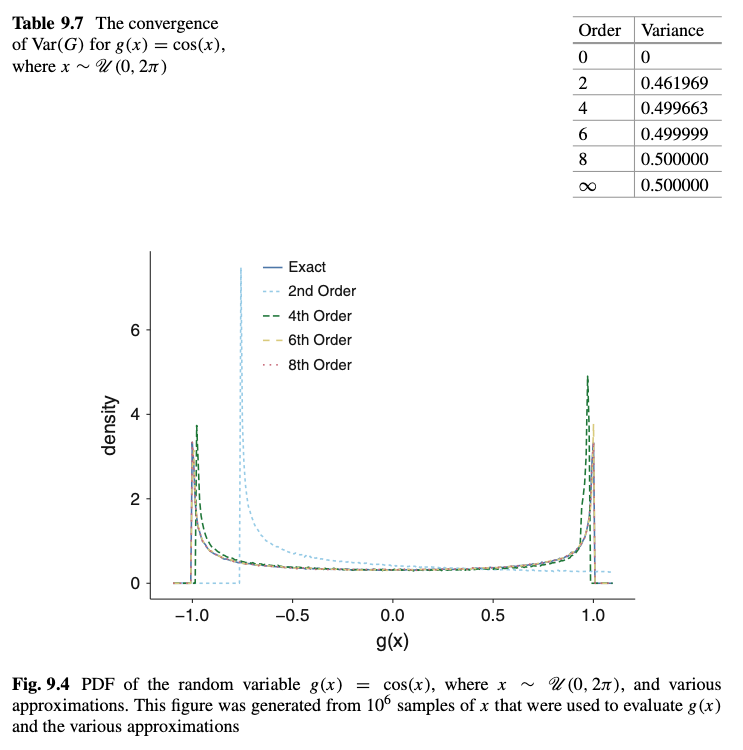 Table 9.7 The convergence
of Var(G) for g(x) = cos(x),
where x ∼ 𝒰(0, 2π)
Order Variance
0 0
2 0.461969
4 0.499663
6 0.499999
8 0.500000
∞ 0.500000
Exact
2nd Order
4th Order
6th Order
8th Order
6
4
2
0
density
−1.0 −0.5 0.0 0.5 1.0
g(x)
Fig. 9.4 PDF of the random variable g(x) = cos(x), where x ∼ 𝒰(0, 2π), and various
approximations. This figure was generated from 10⁶ samples of x that were used to evaluate g(x)
and the various approximations